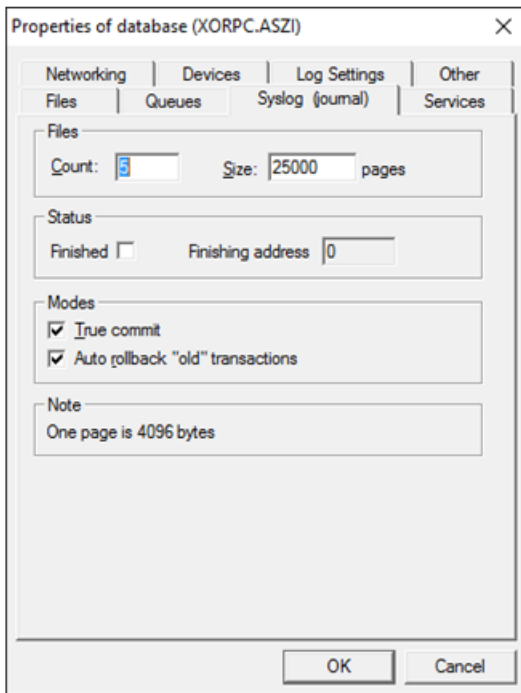 Properties of database (XORPC.ASZI)
Networking Devices Log Settings Other
Files Queues Syslog (journal) Services
Files
Count: 5 Size: 25000 pages
Status
Finished Finishing address 0
Modes
True commit
Auto rollback "old" transactions
Note
One page is 4096 bytes
OK Cancel